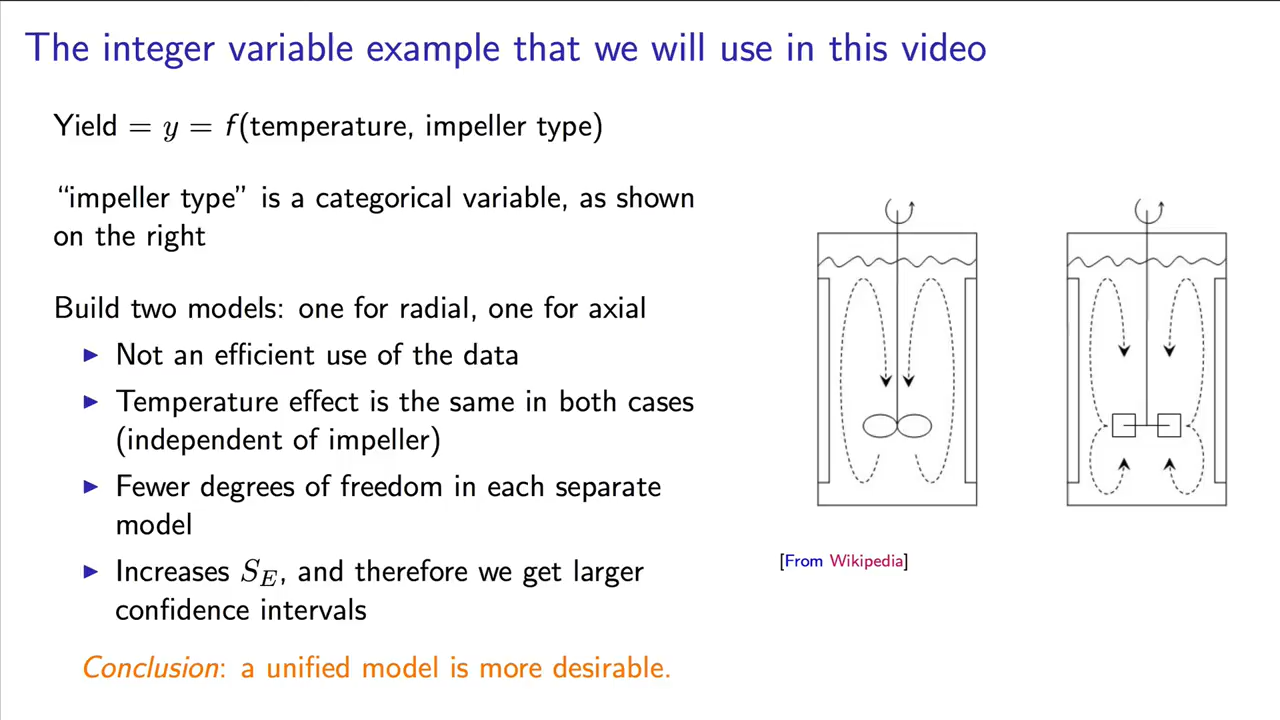 The integer variable example that we will use in this video
Yield = y = f(temperature, impeller type)
“impeller type” is a categorical variable, as shown
on the right
Build two models: one for radial, one for axial
▶ Not an efficient use of the data
▶ Temperature effect is the same in both cases
(independent of impeller)
▶ Fewer degrees of freedom in each separate
model
▶ Increases S_E, and therefore we get larger
confidence intervals
Conclusion: a unified model is more desirable.
[From Wikipedia]